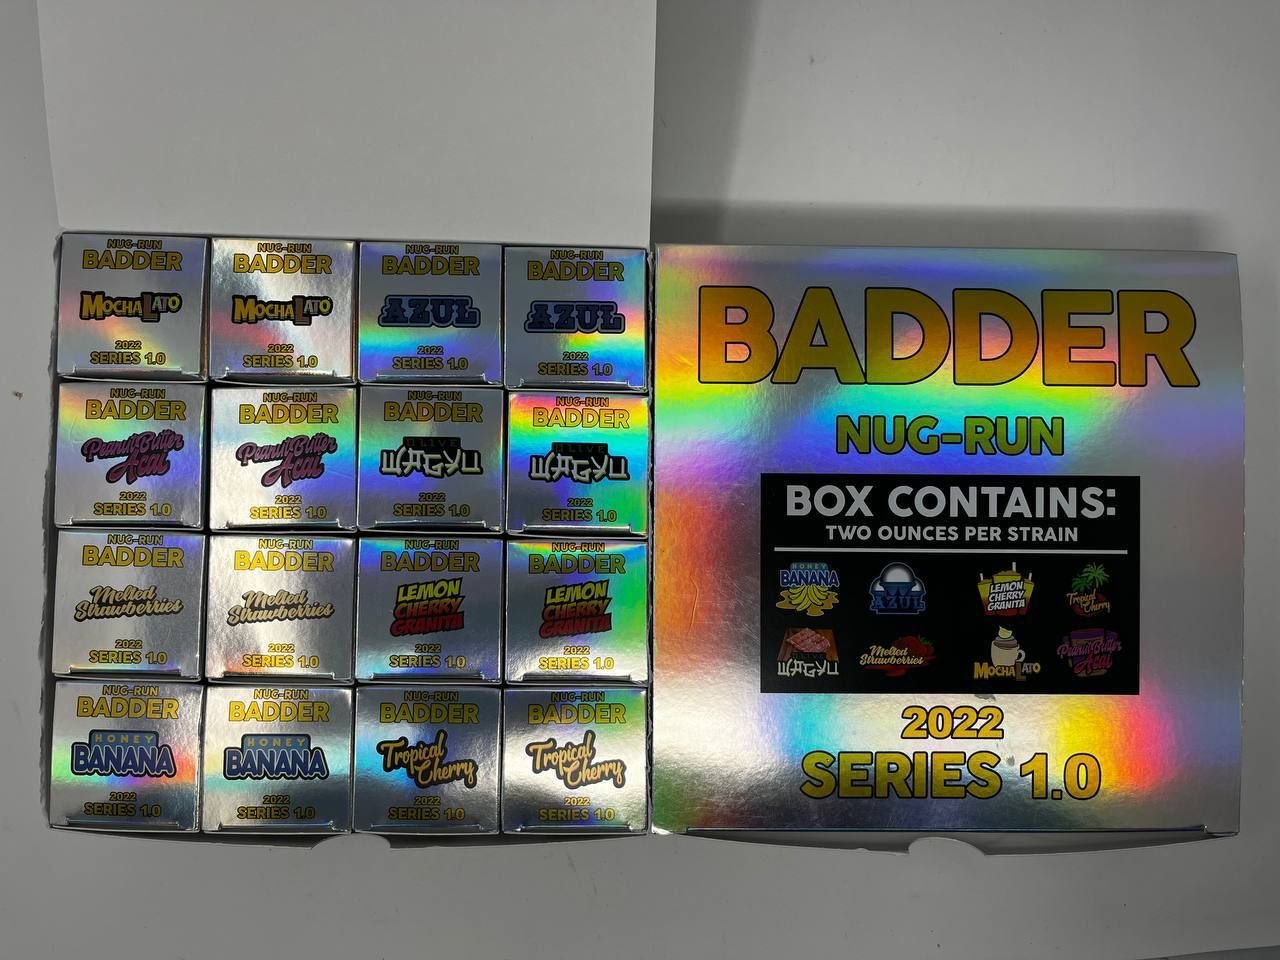 NUG-RUN
BADDER
MOCHALATO
2022
SERIES 1.0
NUG-RUN
BADDER
MOCHALATO
2022
SERIES 1.0
NUG-RUN
BADDER
AZUL
2022
SERIES 1.0
NUG-RUN
BADDER
AZUL
2022
SERIES 1.0
NUG-RUN
BADDER
Peanut Butter
Acai
2022
SERIES 1.0
NUG-RUN
BADDER
Peanut Butter
Acai
2022
SERIES 1.0
NUG-RUN
BADDER
OLIVE
WAGYU
2022
SERIES 1.0
NUG-RUN
BADDER
OLIVE
WAGYU
2022
SERIES 1.0
NUG-RUN
BADDER
Melted
Strawberries
2022
SERIES 1.0
NUG-RUN
BADDER
Melted
Strawberries
2022
SERIES 1.0
NUG-RUN
BADDER
LEMON
CHERRY
GRANITA
2022
SERIES 1.0
NUG-RUN
BADDER
LEMON
CHERRY
GRANITA
2022
SERIES 1.0
NUG-RUN
BADDER
HONEY
BANANA
2022
SERIES 1.0
NUG-RUN
BADDER
HONEY
BANANA
2022
SERIES 1.0
NUG-RUN
BADDER
Tropical
Cherry
2022
SERIES 1.0
NUG-RUN
BADDER
Tropical
Cherry
2022
SERIES 1.0
BADDER
NUG-RUN
BOX CONTAINS:
TWO OUNCES PER STRAIN
HONEY
BANANA
AZUL
LEMON
CHERRY
GRANITA
Tropical
Cherry
WAGYU
Melted
Strawberries
MOCHALATO
Peanut Butter
Acai
2022
SERIES 1.0